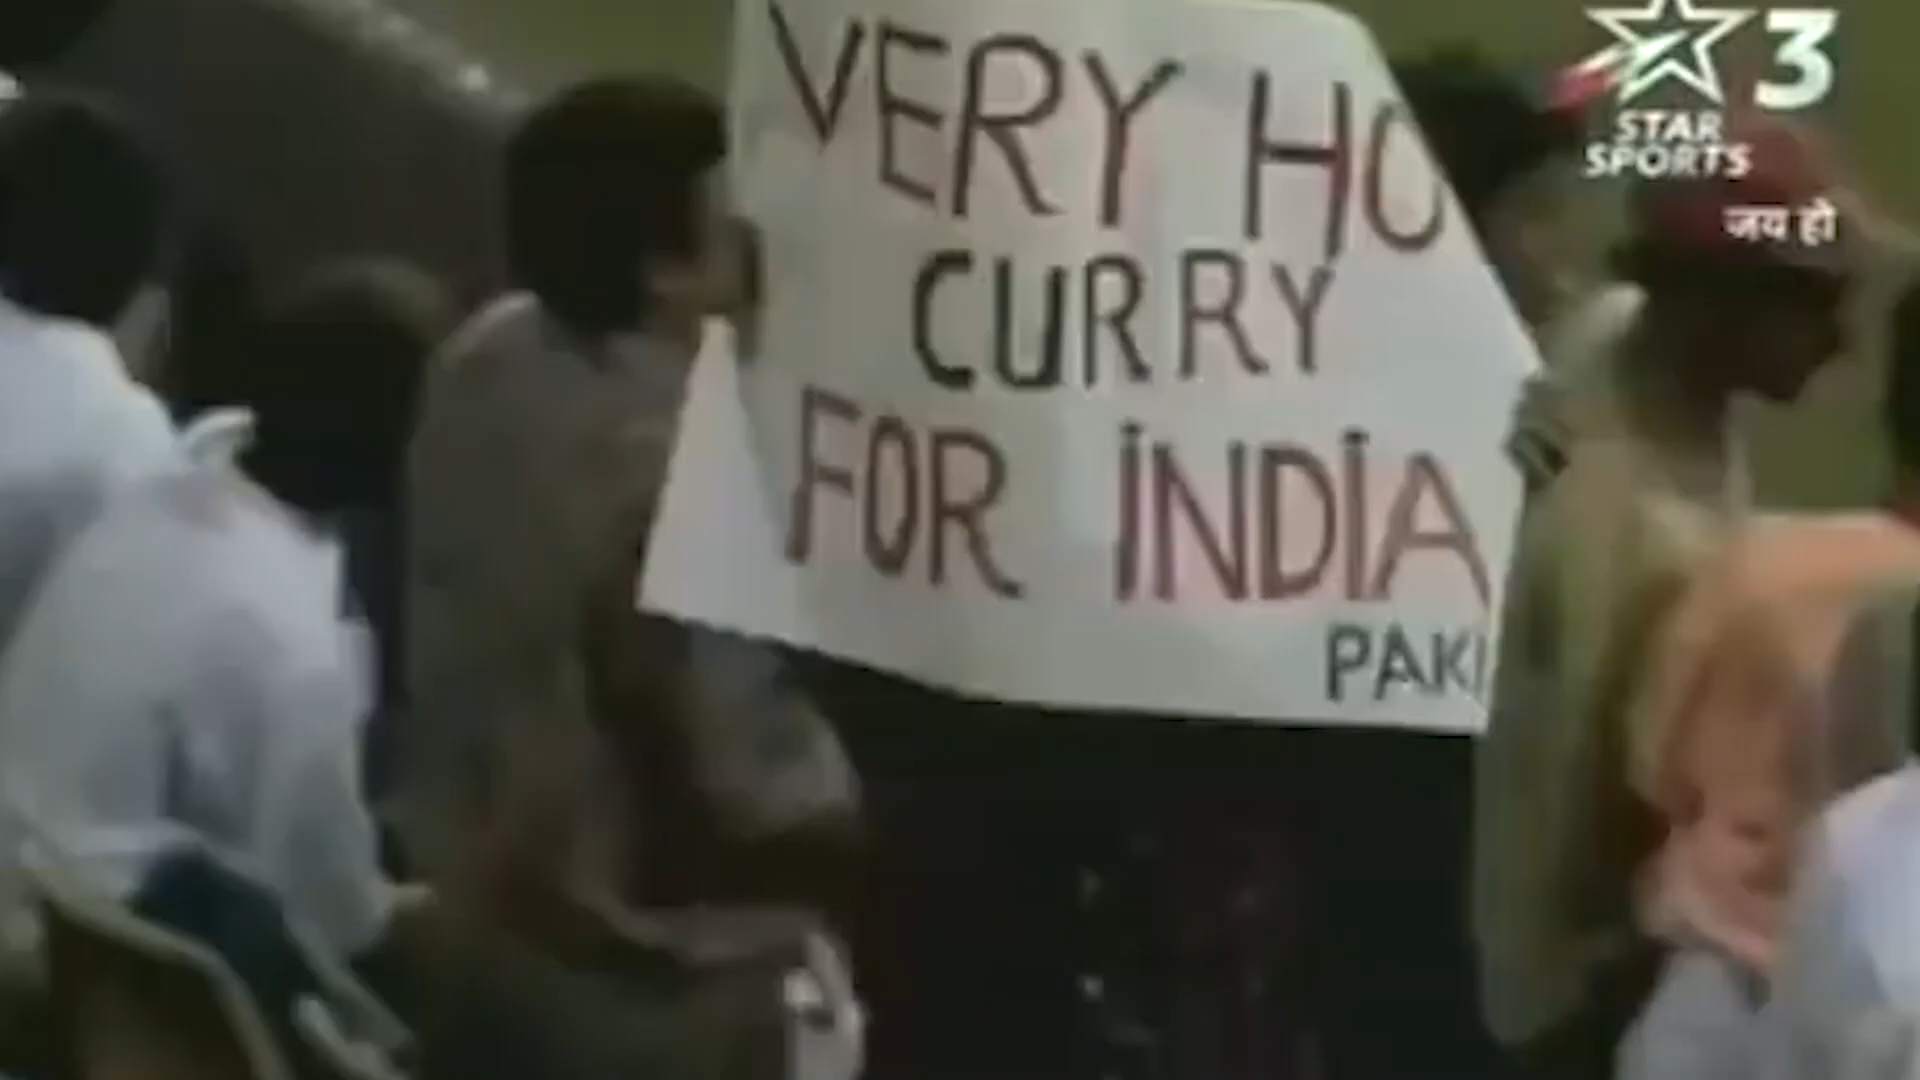 VERY HO
CURRY
FOR INDIA
PAKI
3
STAR
SPORTS
जय हो